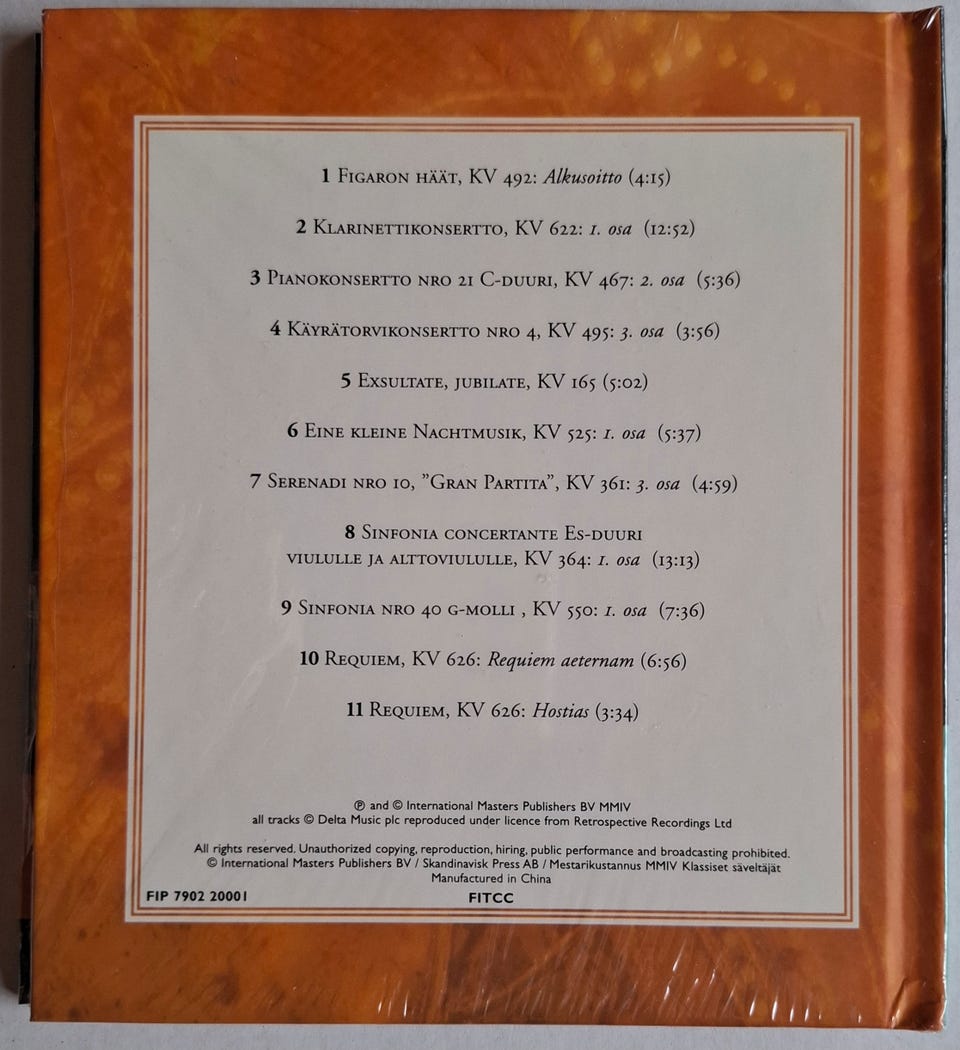 1 Figaron häät, KV 492: Alkusoitto (4:15)
2 Klarinettikonsertto, KV 622: 1. osa (12:52)
3 Pianokonsertto nro 21 C-duuri, KV 467: 2. osa (5:36)
4 Käyrätorvikonsertto nro 4, KV 495: 3. osa (3:56)
5 Exsultate, jubilate, KV 165 (5:02)
6 Eine kleine Nachtmusik, KV 525: 1. osa (5:37)
7 Serenadi nro 10, ”Gran Partita”, KV 361: 3. osa (4:59)
8 Sinfonia concertante Es-duuri
viululle ja alttoviululle, KV 364: 1. osa (13:13)
9 Sinfonia nro 40 g-molli , KV 550: 1. osa (7:36)
10 Requiem, KV 626: Requiem aeternam (6:56)
11 Requiem, KV 626: Hostias (3:34)
℗ and © International Masters Publishers BV MMIV
all tracks © Delta Music plc reproduced under licence from Retrospective Recordings Ltd
All rights reserved. Unauthorized copying, reproduction, hiring, public performance and broadcasting prohibited.
© International Masters Publishers BV / Skandinavisk Press AB / Mestarikustannus MMIV Klassiset säveltäjät
Manufactured in China
FIP 7902 20001 FITCC